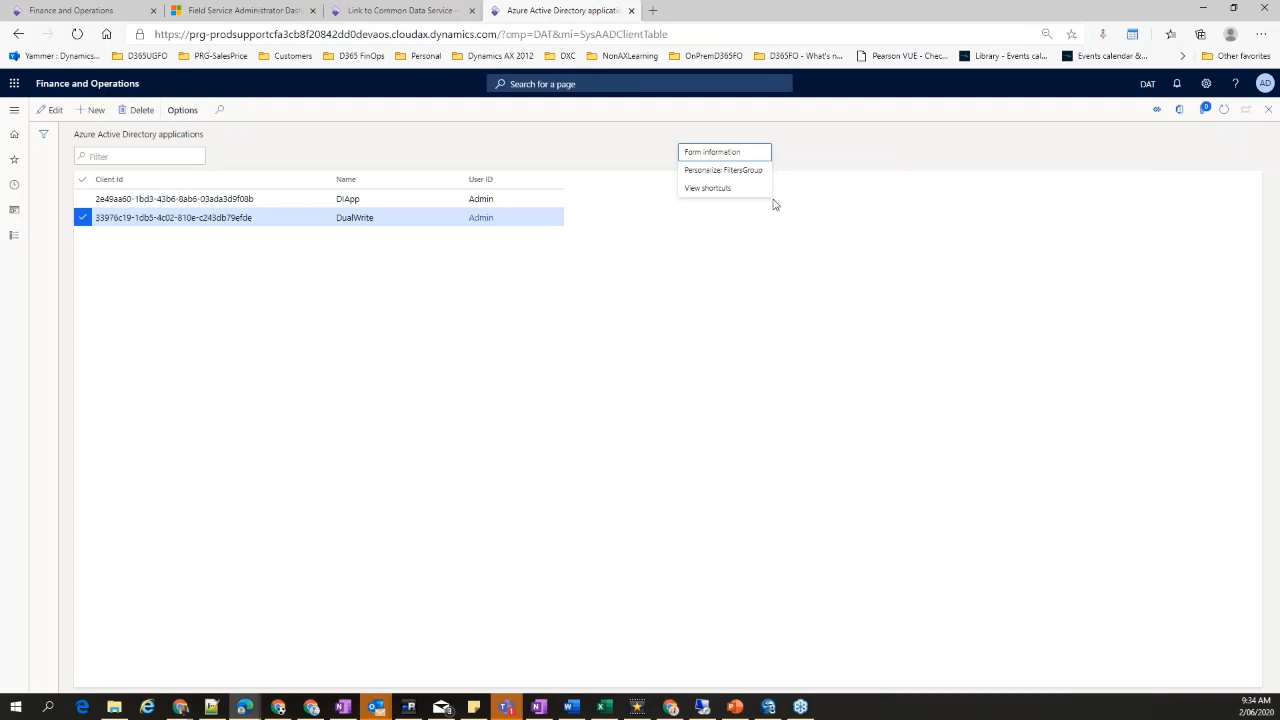 Finance and Operations
Field Service Administrator Dash
Link to Common Data Service --
Azure Active Directory applicati
https://prg-prodsupportcfa3cb8f20842dd0devaos.cloudax.dynamics.com/?cmp=DAT&mi=SysAADClientTable
Yammer : Dynamics...
D365UGFO
PRG-SalesPrice
Customers
D365 FinOps
Personal
Dynamics AX 2012
DXC
NonAXLearning
OnPremD365FO
D365FO - What's n...
Pearson VUE - Chec...
Library - Events cal...
Events calendar &...
Other favorites
Finance and Operations
Search for a page
DAT
AD
Edit
New
Delete
Options
0
Azure Active Directory applications
Filter
Form information
Personalize: FiltersGroup
View shortcuts
Client Id Name User ID
2e49aa60-1bd3-43b6-8ab6-03ada3d9f08b DIApp Admin
33976c19-1db5-4c02-810e-c243db79efde DualWrite Admin
9:34 AM
2/06/2020